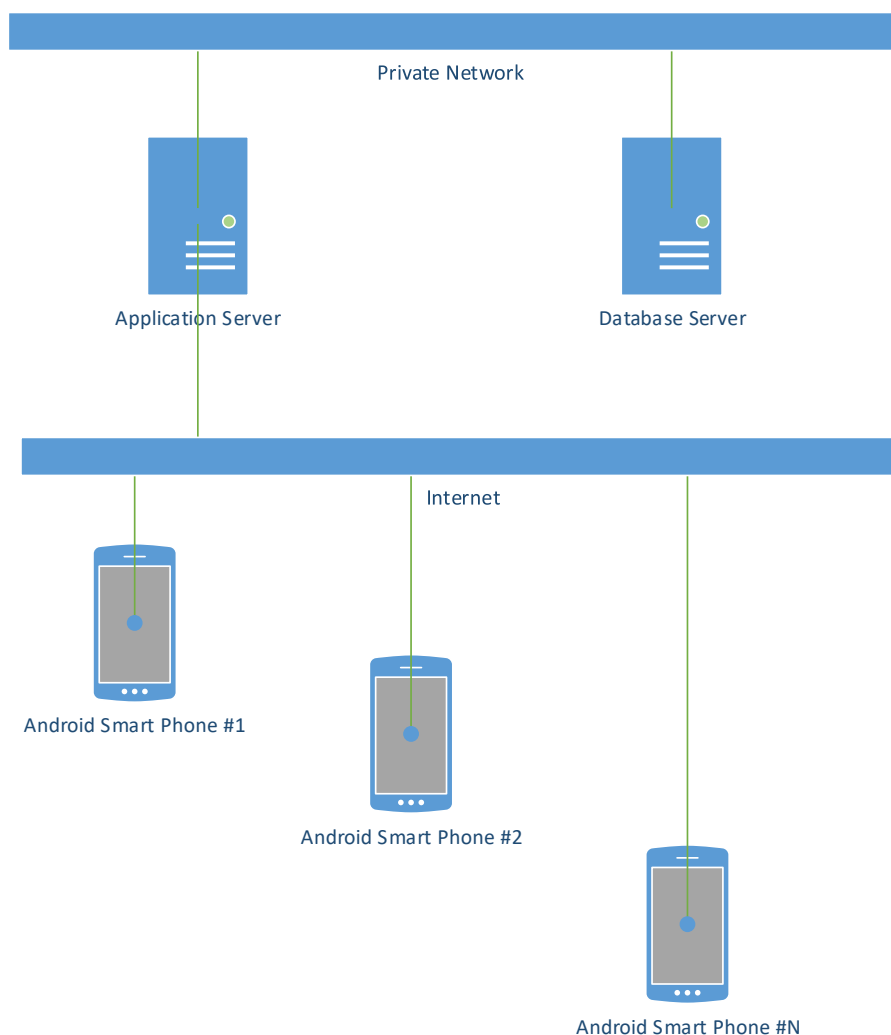 Private Network
Application Server
Database Server
Internet
Android Smart Phone #1
Android Smart Phone #2
Android Smart Phone #N